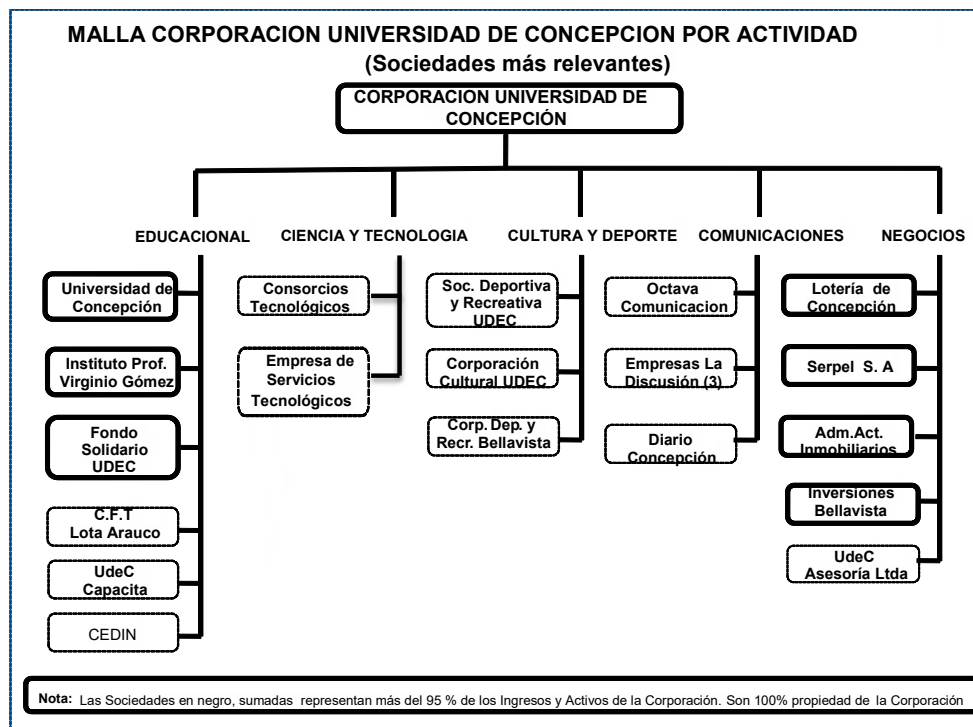 MALLA CORPORACION UNIVERSIDAD DE CONCEPCION POR ACTIVIDAD
(Sociedades más relevantes)
CORPORACION UNIVERSIDAD DE
CONCEPCIÓN
EDUCACIONAL
CIENCIA Y TECNOLOGIA
CULTURA Y DEPORTE
COMUNICACIONES
NEGOCIOS
Universidad de
Concepción
Instituto Prof.
Virginio Gómez
Fondo
Solidario
UDEC
C.F.T
Lota Arauco
UdeC
Capacita
CEDIN
Consorcios
Tecnológicos
Empresa de
Servicios
Tecnológicos
Soc. Deportiva
y Recreativa
UDEC
Corporación
Cultural UDEC
Corp. Dep. y
Recr. Bellavista
Octava
Comunicacion
Empresas La
Discusión (3)
Diario
Concepción
Lotería de
Concepción
Serpel S. A
Adm.Act.
Inmobiliarios
Inversiones
Bellavista
UdeC
Asesoría Ltda
Nota: Las Sociedades en negro, sumadas representan más del 95 % de los Ingresos y Activos de la Corporación. Son 100% propiedad de la Corporación